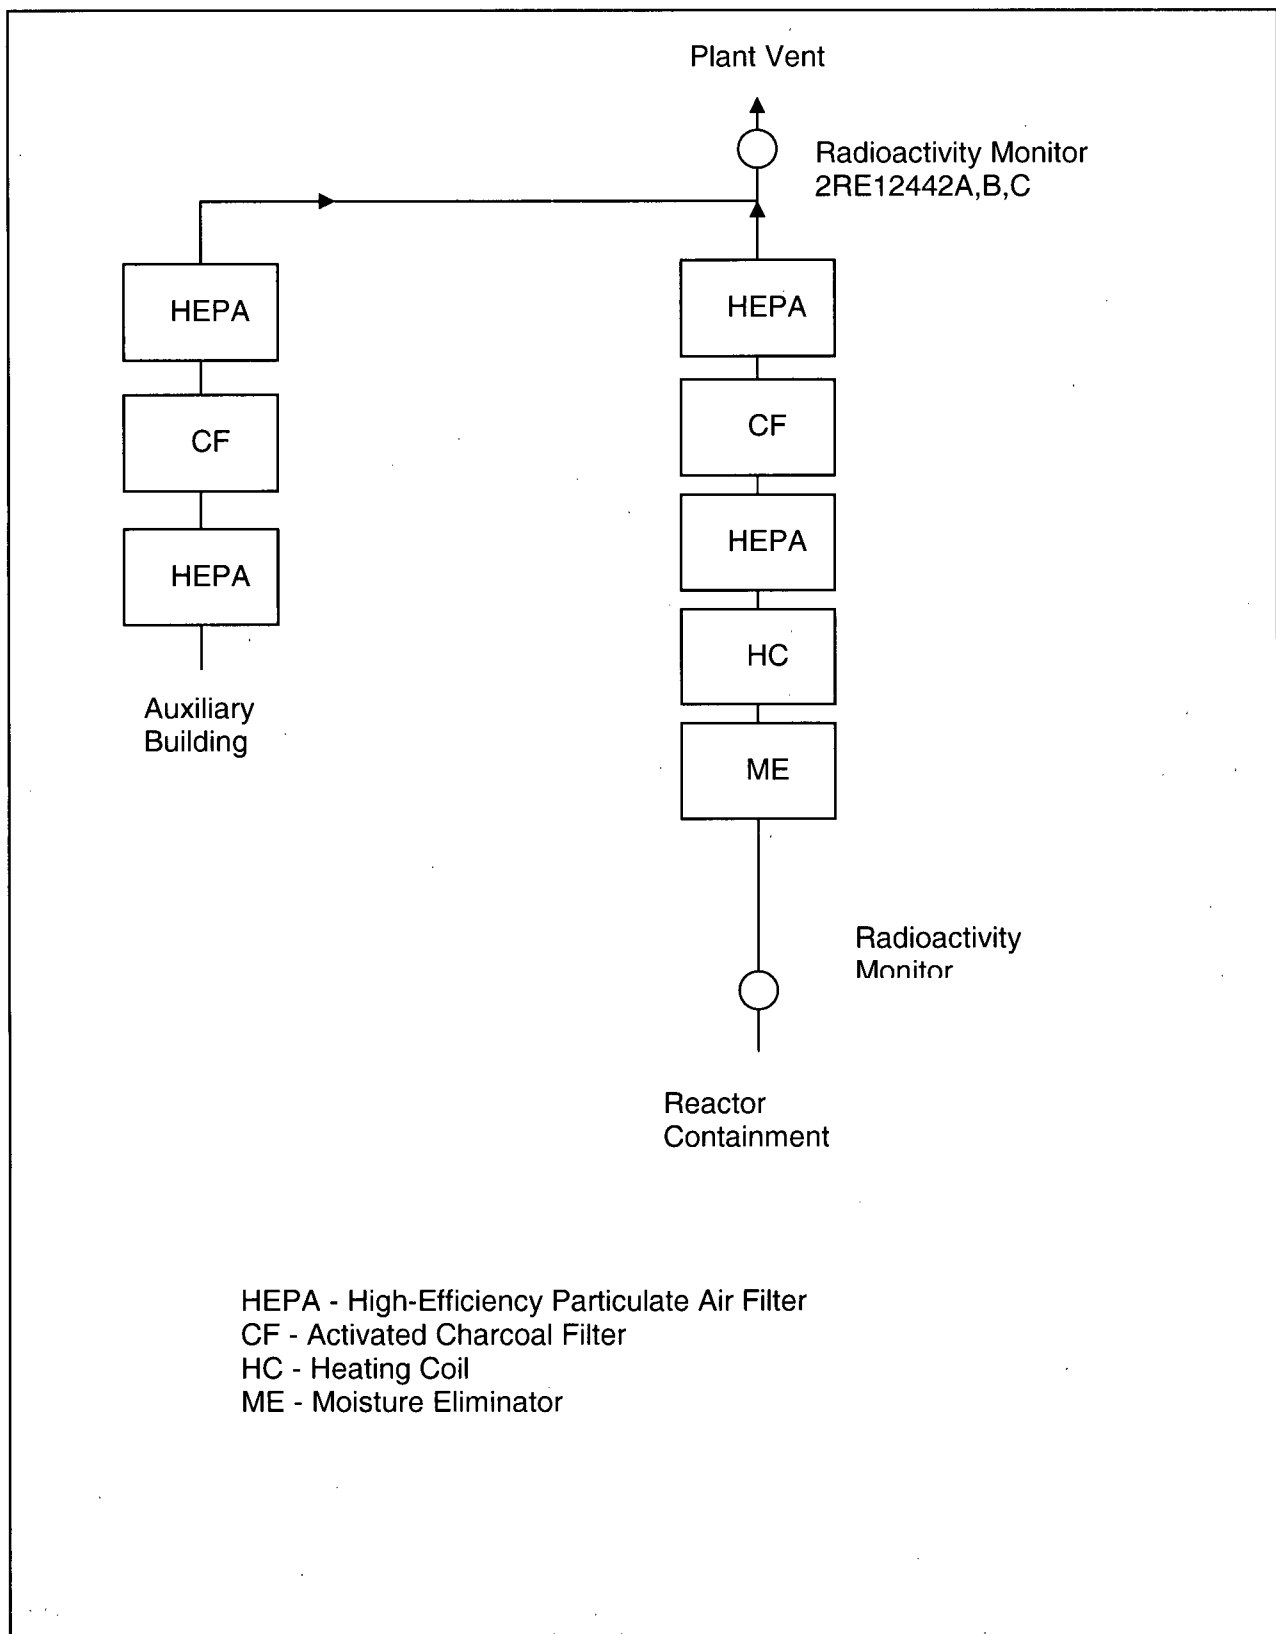 Plant Vent
Radioactivity Monitor
2RE12442A,B,C
HEPA
HEPA
CF
CF
HEPA
HEPA
HC
ME
Auxiliary
Building
Radioactivity
Monitor
Reactor
Containment
HEPA - High-Efficiency Particulate Air Filter
CF - Activated Charcoal Filter
HC - Heating Coil
ME - Moisture Eliminator